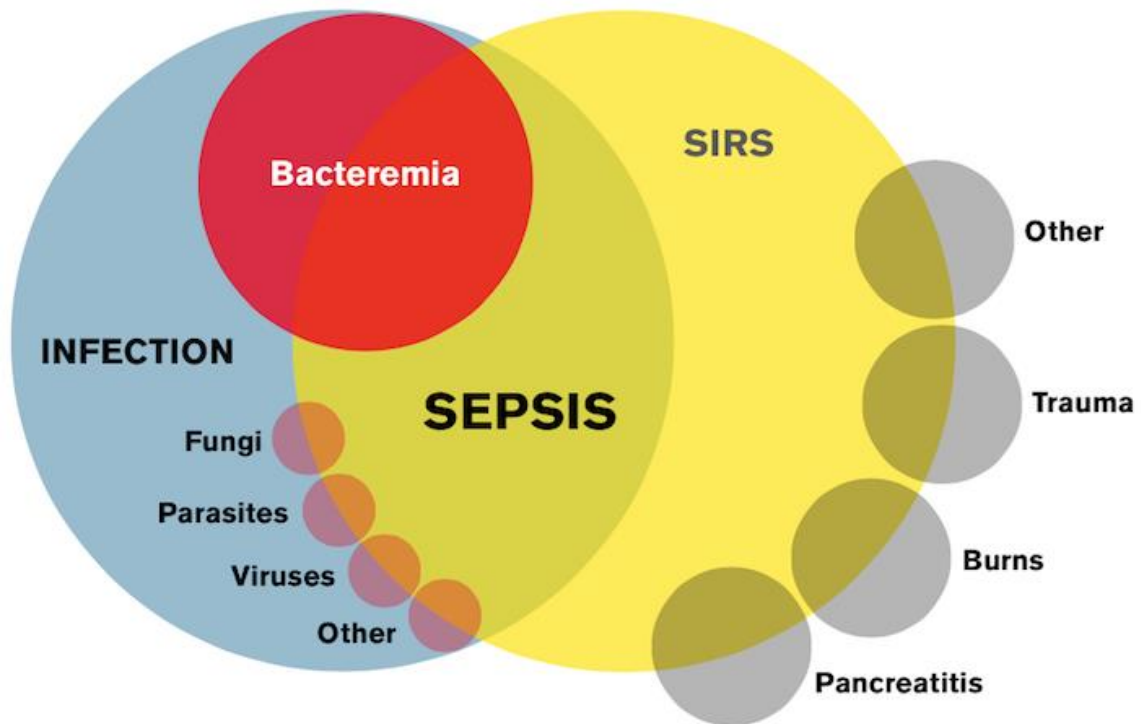 SIRS
Bacteremia
Other
INFECTION
SEPSIS
Trauma
Fungi
Parasites
Viruses
Burns
Other
Pancreatitis